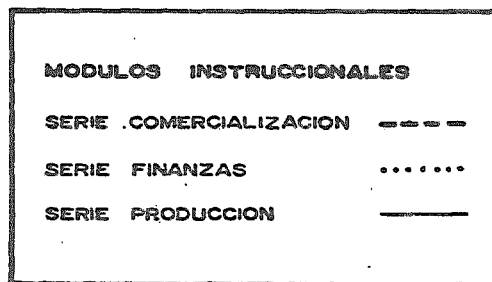 MODULOS INSTRUCCIONALES
SERIE .COMERCIALIZACION
SERIE FINANZAS
SERIE PRODUCCION